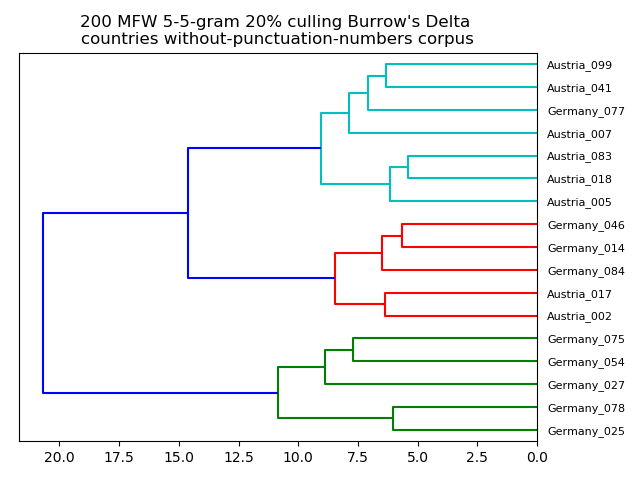 200 MFW 5-5-gram 20% culling Burrow's Delta
countries without-punctuation-numbers corpus
Austria_099
Austria_041
Germany_077
Austria_007
Austria_083
Austria_018
Austria_005
Germany_046
Germany_014
Germany_084
Austria_017
Austria_002
Germany_075
Germany_054
Germany_027
Germany_078
Germany_025
20.0 17.5 15.0 12.5 10.0 7.5 5.0 2.5 0.0